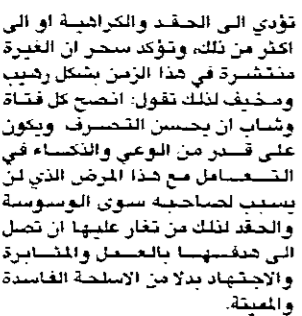 تؤدي الى الحقد والكراهية او الى
اكثر من ذلك، وتؤكد سحر ان الغيرة
منتشرة في هذا الزمن بشكل رهيب
ومخيف لذلك تقول: انصح كل فتاة
وشاب ان يحسن التصرف ويكون
على قدر من الوعي والذكاء في
التعامل مع هذا المرض الذي لن
يسبب لصاحبه سوى الوسوسة
والحقد لذلك من تغار عليها ان تصل
الى هدفها بالعمل والمثابرة
والاجتهاد بدلا من الاسلحة الفاسدة
والمميتة.